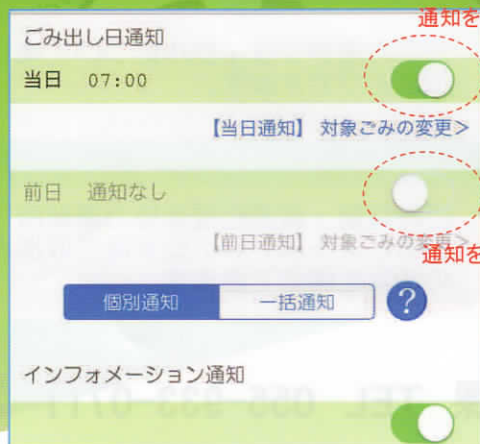 通知を
ごみ出し日通知
当日 07:00
【当日通知】 対象ごみの変更>
前日 通知なし
【前日通知】 対象ごみの変更>
通知を
個別通知 一括通知 ?
インフォメーション通知